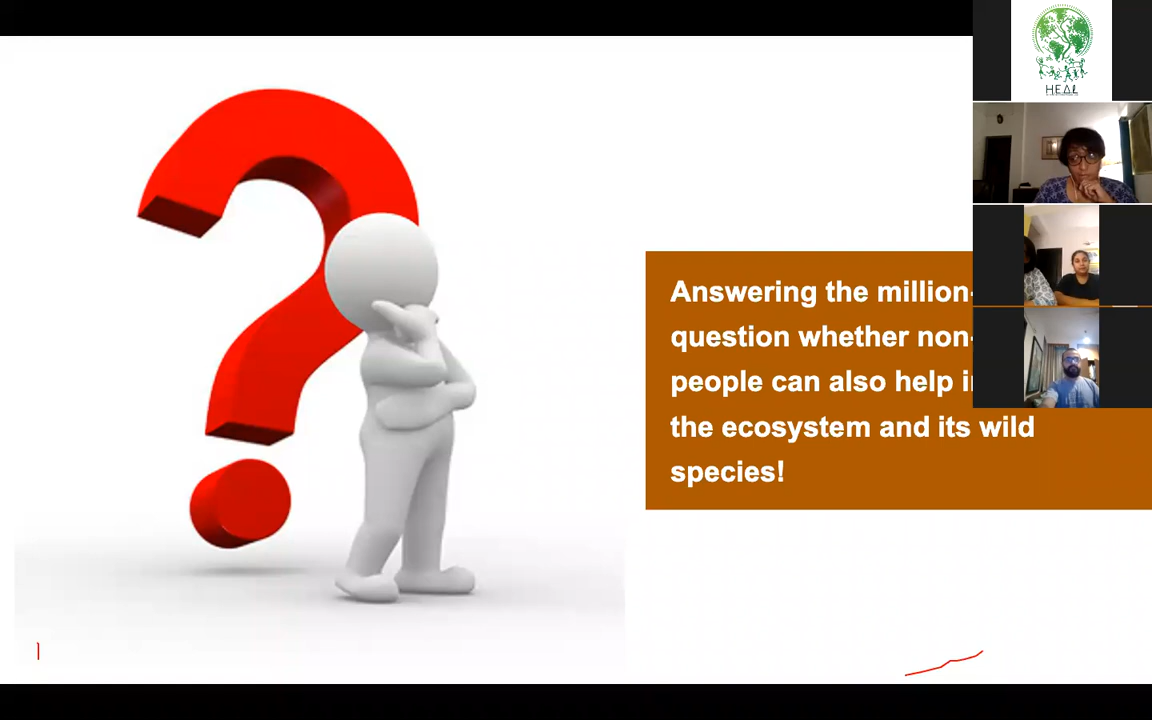 HEAL
Answering the million-
question whether non-
people can also help i
the ecosystem and its wild
species!